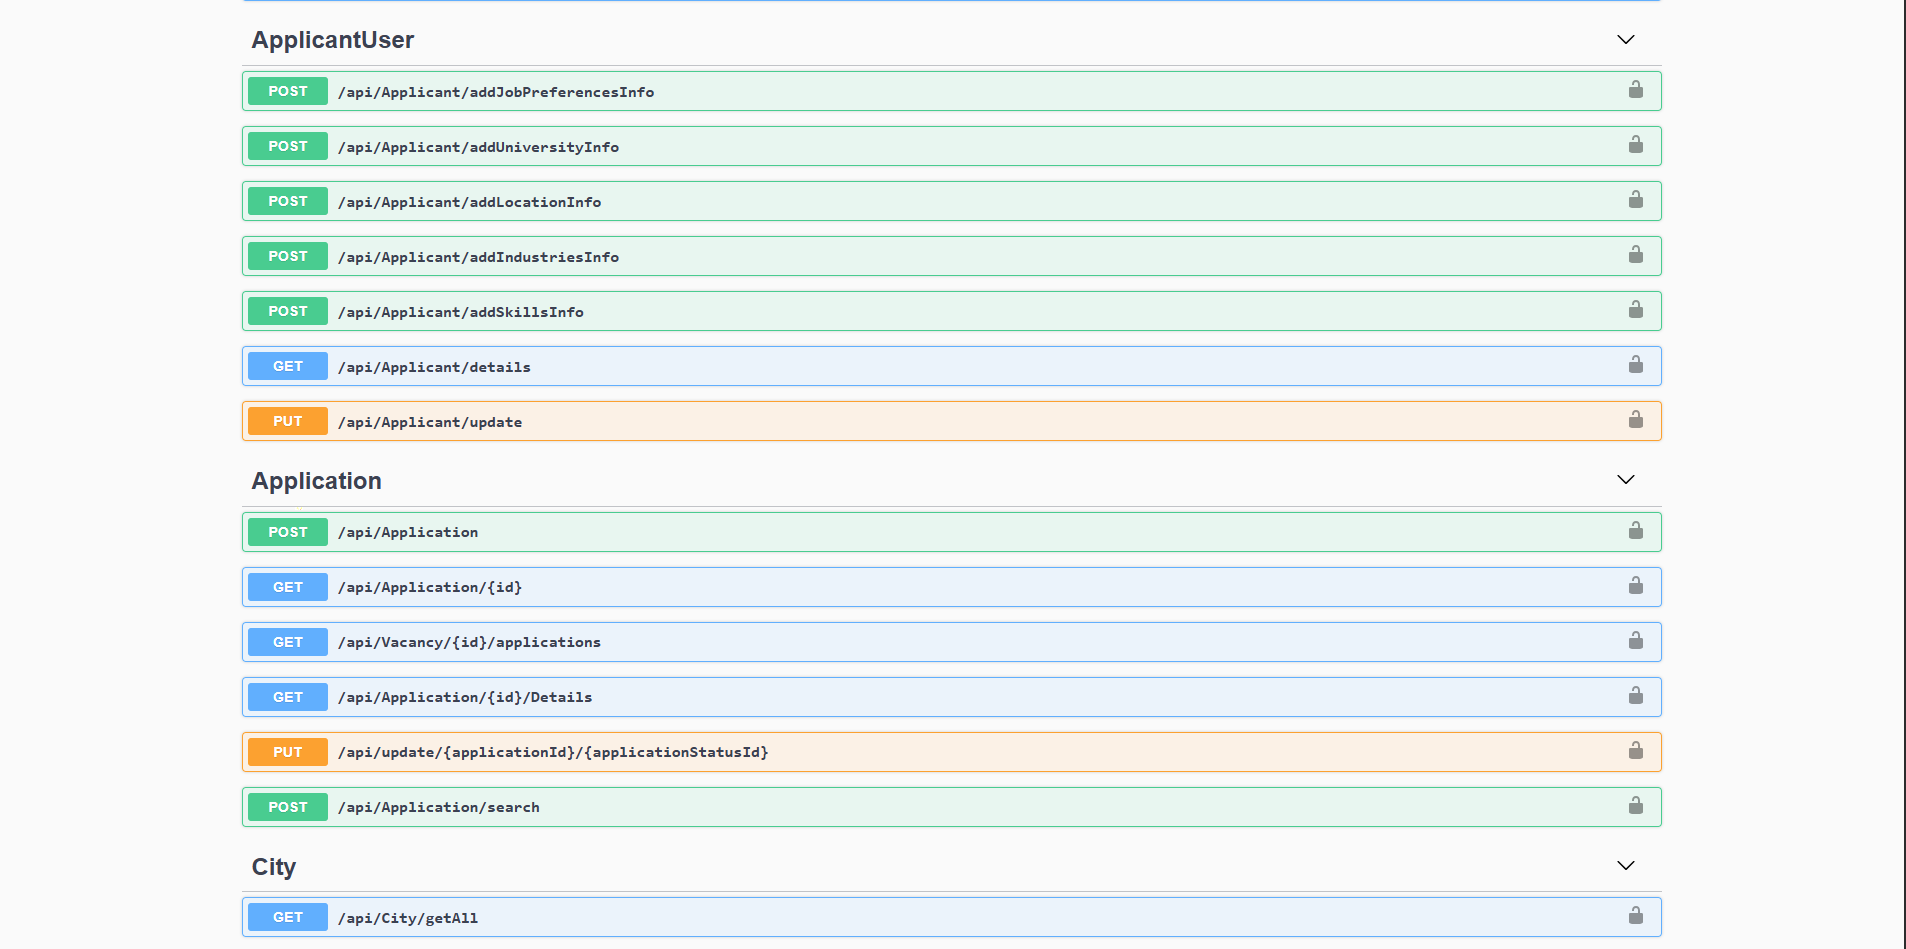 ApplicantUser
POST /api/Applicant/addJobPreferencesInfo
POST /api/Applicant/addUniversityInfo
POST /api/Applicant/addLocationInfo
POST /api/Applicant/addIndustriesInfo
POST /api/Applicant/addSkillsInfo
GET /api/Applicant/details
PUT /api/Applicant/update
Application
POST /api/Application
GET /api/Application/{id}
GET /api/Vacancy/{id}/applications
GET /api/Application/{id}/Details
PUT /api/update/{applicationId}/{applicationStatusId}
POST /api/Application/search
City
GET /api/City/getAll